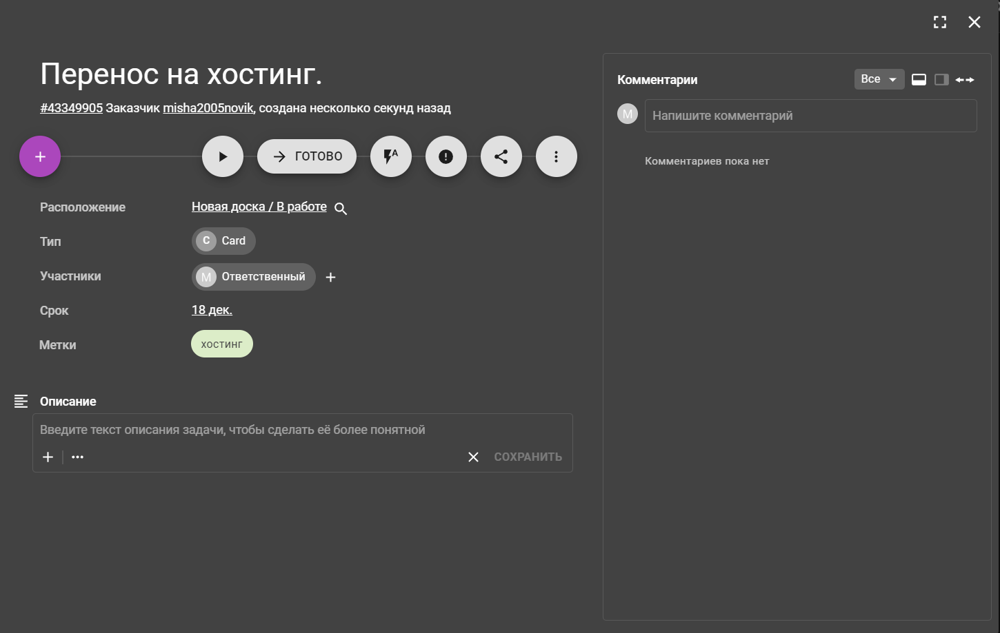 Перенос на хостинг.
#43349905 Заказчик misha2005novik, создана несколько секунд назад
ГОТОВО
A
Расположение
Новая доска / В работе
Тип
C Card
Участники
M Ответственный
Срок
18 дек.
Метки
ХОСТИНГ
Описание
Введите текст описания задачи, чтобы сделать её более понятной
СОХРАНИТЬ
Комментарии
Все
M
Напишите комментарий
Комментариев пока нет